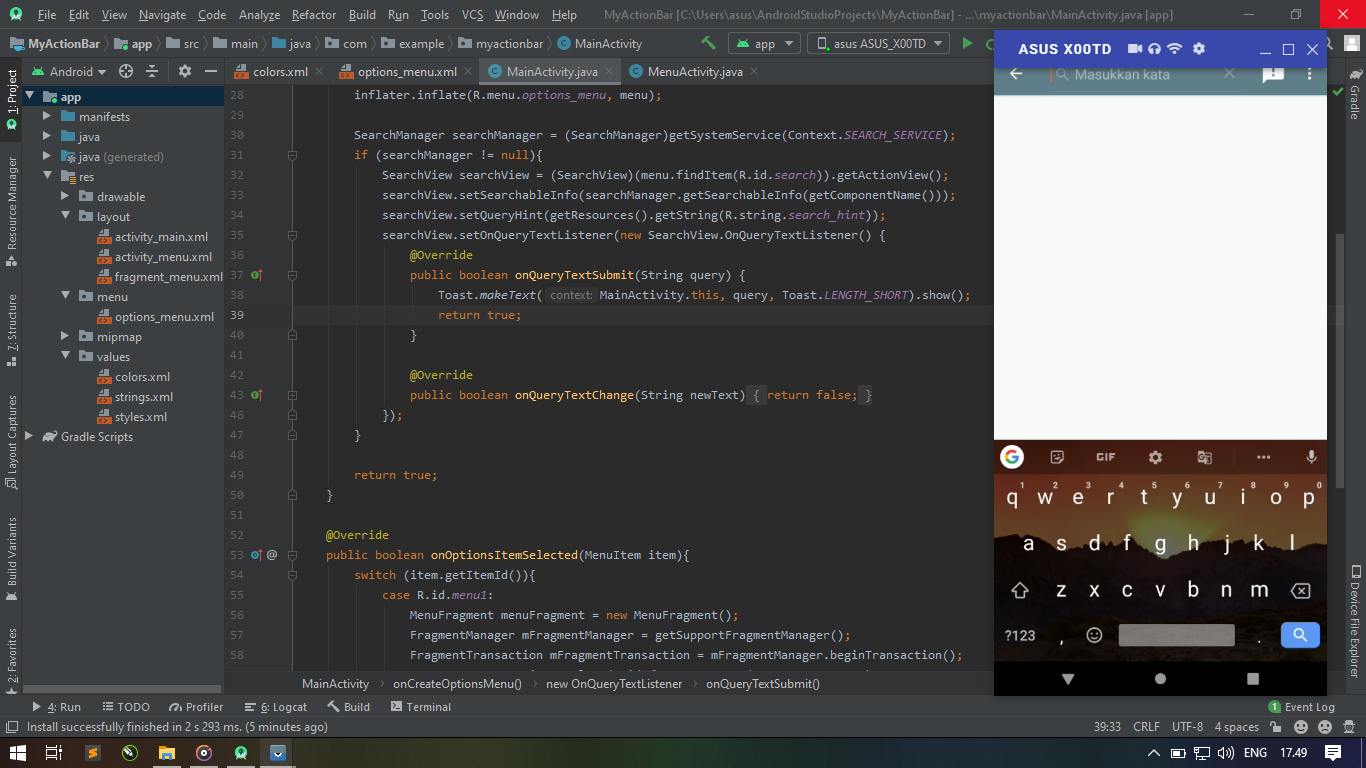 File Edit View Navigate Code Analyze Refactor Build Run Tools VCS Window Help MyActionBar [C:\Users\asus\AndroidStudioProjects\MyActionBar] - ...\myactionbar\MainActivity.java [app]
MyActionBar app src main java com example myactionbar MainActivity app asus ASUS_X00TD
Android colors.xml options_menu.xml MainActivity.java MenuActivity.java
1: Project
Resource Manager
7: Structure
Layout Captures
Build Variants
2: Favorites
app
manifests
java
java (generated)
res
drawable
layout
activity_main.xml
activity_menu.xml
fragment_menu.xml
menu
options_menu.xml
mipmap
values
colors.xml
strings.xml
styles.xml
Gradle Scripts
28 inflater.inflate(R.menu.options_menu, menu);
29
30 SearchManager searchManager = (SearchManager)getSystemService(Context.SEARCH_SERVICE);
31 if (searchManager != null){
32 SearchView searchView = (SearchView)(menu.findItem(R.id.search)).getActionView();
33 searchView.setSearchableInfo(searchManager.getSearchableInfo(getComponentName()));
34 searchView.setQueryHint(getResources().getString(R.string.search_hint));
35 searchView.setOnQueryTextListener(new SearchView.OnQueryTextListener() {
36 @Override
37 public boolean onQueryTextSubmit(String query) {
38 Toast.makeText( context: MainActivity.this, query, Toast.LENGTH_SHORT).show();
39 return true;
40 }
41
42 @Override
43 public boolean onQueryTextChange(String newText) { return false; }
46 });
47 }
48
49 return true;
50 }
51
52 @Override
53 @ public boolean onOptionsItemSelected(MenuItem item){
54 switch (item.getItemId()){
55 case R.id.menu1:
56 MenuFragment menuFragment = new MenuFragment();
57 FragmentManager mFragmentManager = getSupportFragmentManager();
58 FragmentTransaction mFragmentTransaction = mFragmentManager.beginTransaction();
MainActivity onCreateOptionsMenu() new OnQueryTextListener onQueryTextSubmit()
ASUS X00TD
Masukkan kata
G GIF
1 2 3 4 5 6 7 8 9 0
q w e r t y u i o p
a s d f g h j k l
z x c v b n m
?123 , .
Gradle
Device File Explorer
4: Run TODO Profiler 6: Logcat Build Terminal 1 Event Log
Install successfully finished in 2 s 293 ms. (5 minutes ago) 39:33 CRLF UTF-8 4 spaces
ENG 17.49